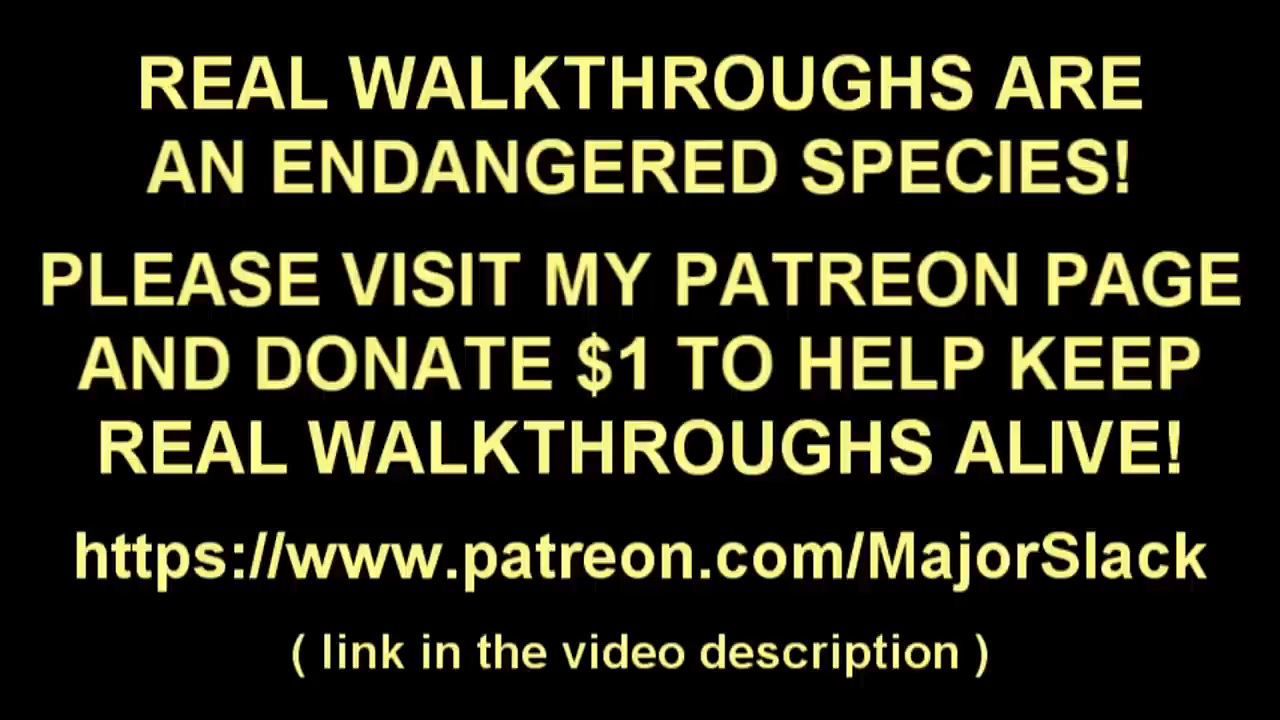 REAL WALKTHROUGHS ARE
AN ENDANGERED SPECIES!
PLEASE VISIT MY PATREON PAGE
AND DONATE $1 TO HELP KEEP
REAL WALKTHROUGHS ALIVE!
https://www.patreon.com/MajorSlack
( link in the video description )